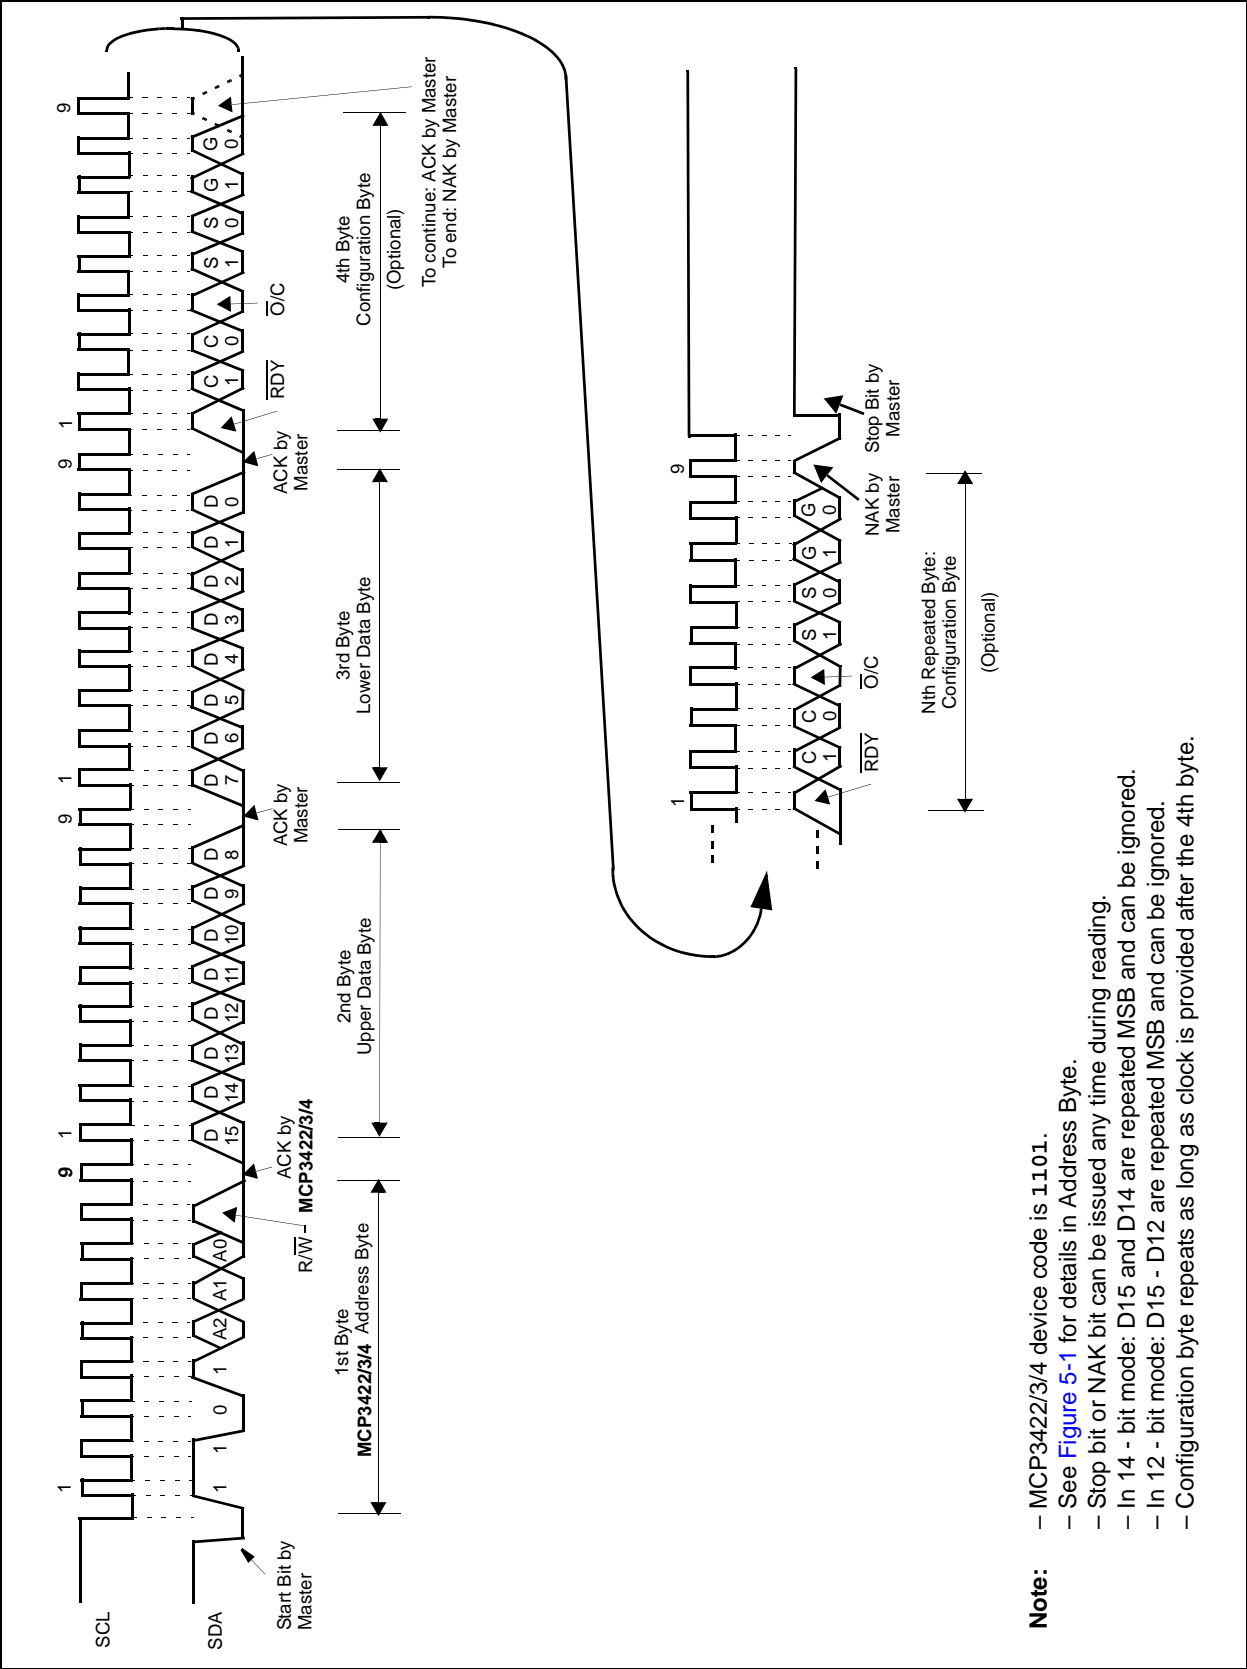 SCL
1
9
1
9
1
9
1
9
SDA
1
1
0
1
A2
A1
A0
D 15
D 14
D 13
D 12
D 11
D 10
D 9
D 8
D 7
D 6
D 5
D 4
D 3
D 2
D 1
D 0
C 1
C 0
S 1
S 0
G 1
G 0
Start Bit by
Master
R/W̅
ACK by
MCP3422/3/4
ACK by
Master
ACK by
Master
R̅D̅Y̅
O̅/C
1st Byte
MCP3422/3/4 Address Byte
2nd Byte
Upper Data Byte
3rd Byte
Lower Data Byte
4th Byte
Configuration Byte
(Optional)
To continue: ACK by Master
To end: NAK by Master
1
9
C 1
C 0
S 1
S 0
G 1
G 0
R̅D̅Y̅
O̅/C
NAK by
Master
Stop Bit by
Master
Nth Repeated Byte:
Configuration Byte
(Optional)
Note: – MCP3422/3/4 device code is 1101.
– See Figure 5-1 for details in Address Byte.
– Stop bit or NAK bit can be issued any time during reading.
– In 14 - bit mode: D15 and D14 are repeated MSB and can be ignored.
– In 12 - bit mode: D15 - D12 are repeated MSB and can be ignored.
– Configuration byte repeats as long as clock is provided after the 4th byte.